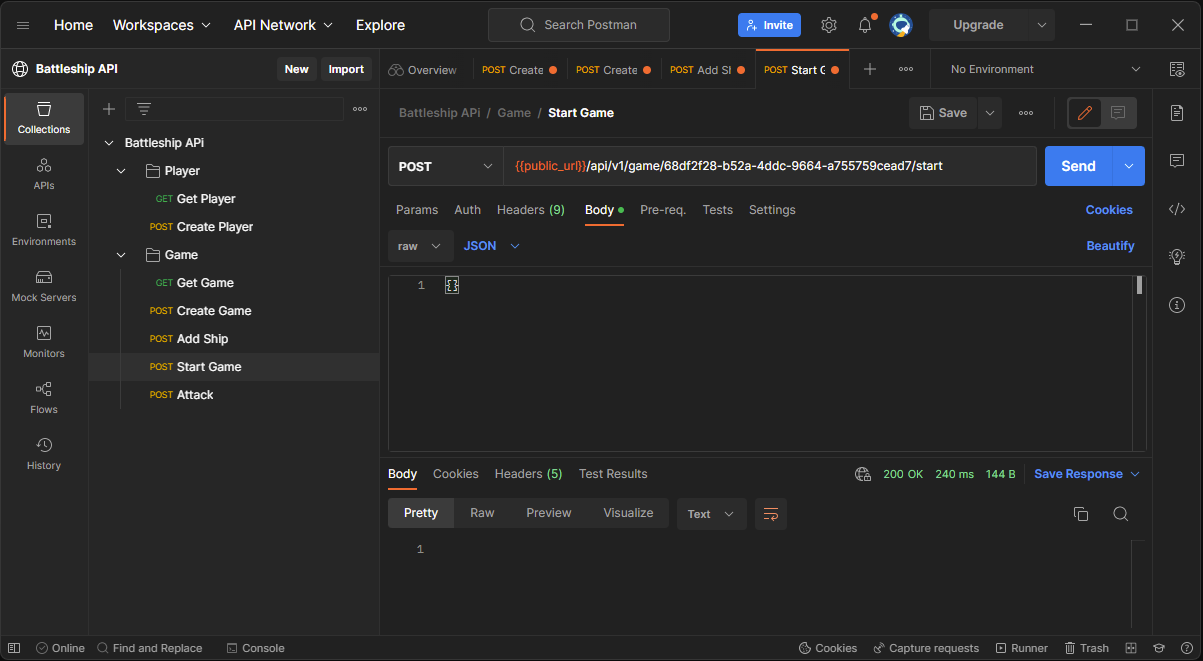 Home Workspaces API Network Explore Search Postman Invite Upgrade
Battleship API New Import Overview POST Create POST Create POST Add SI POST Start G No Environment
Collections
APIs
Environments
Mock Servers
Monitors
Flows
History
Battleship APi
Player
GET Get Player
POST Create Player
Game
GET Get Game
POST Create Game
POST Add Ship
POST Start Game
POST Attack
Battleship APi / Game / Start Game Save
POST {{public_url}}/api/v1/game/68df2f28-b52a-4ddc-9664-a755759cead7/start Send
Params Auth Headers (9) Body Pre-req. Tests Settings Cookies
raw JSON Beautify
1 {}
Body Cookies Headers (5) Test Results 200 OK 240 ms 144 B Save Response
Pretty Raw Preview Visualize Text
1
Online Find and Replace Console Cookies Capture requests Runner Trash